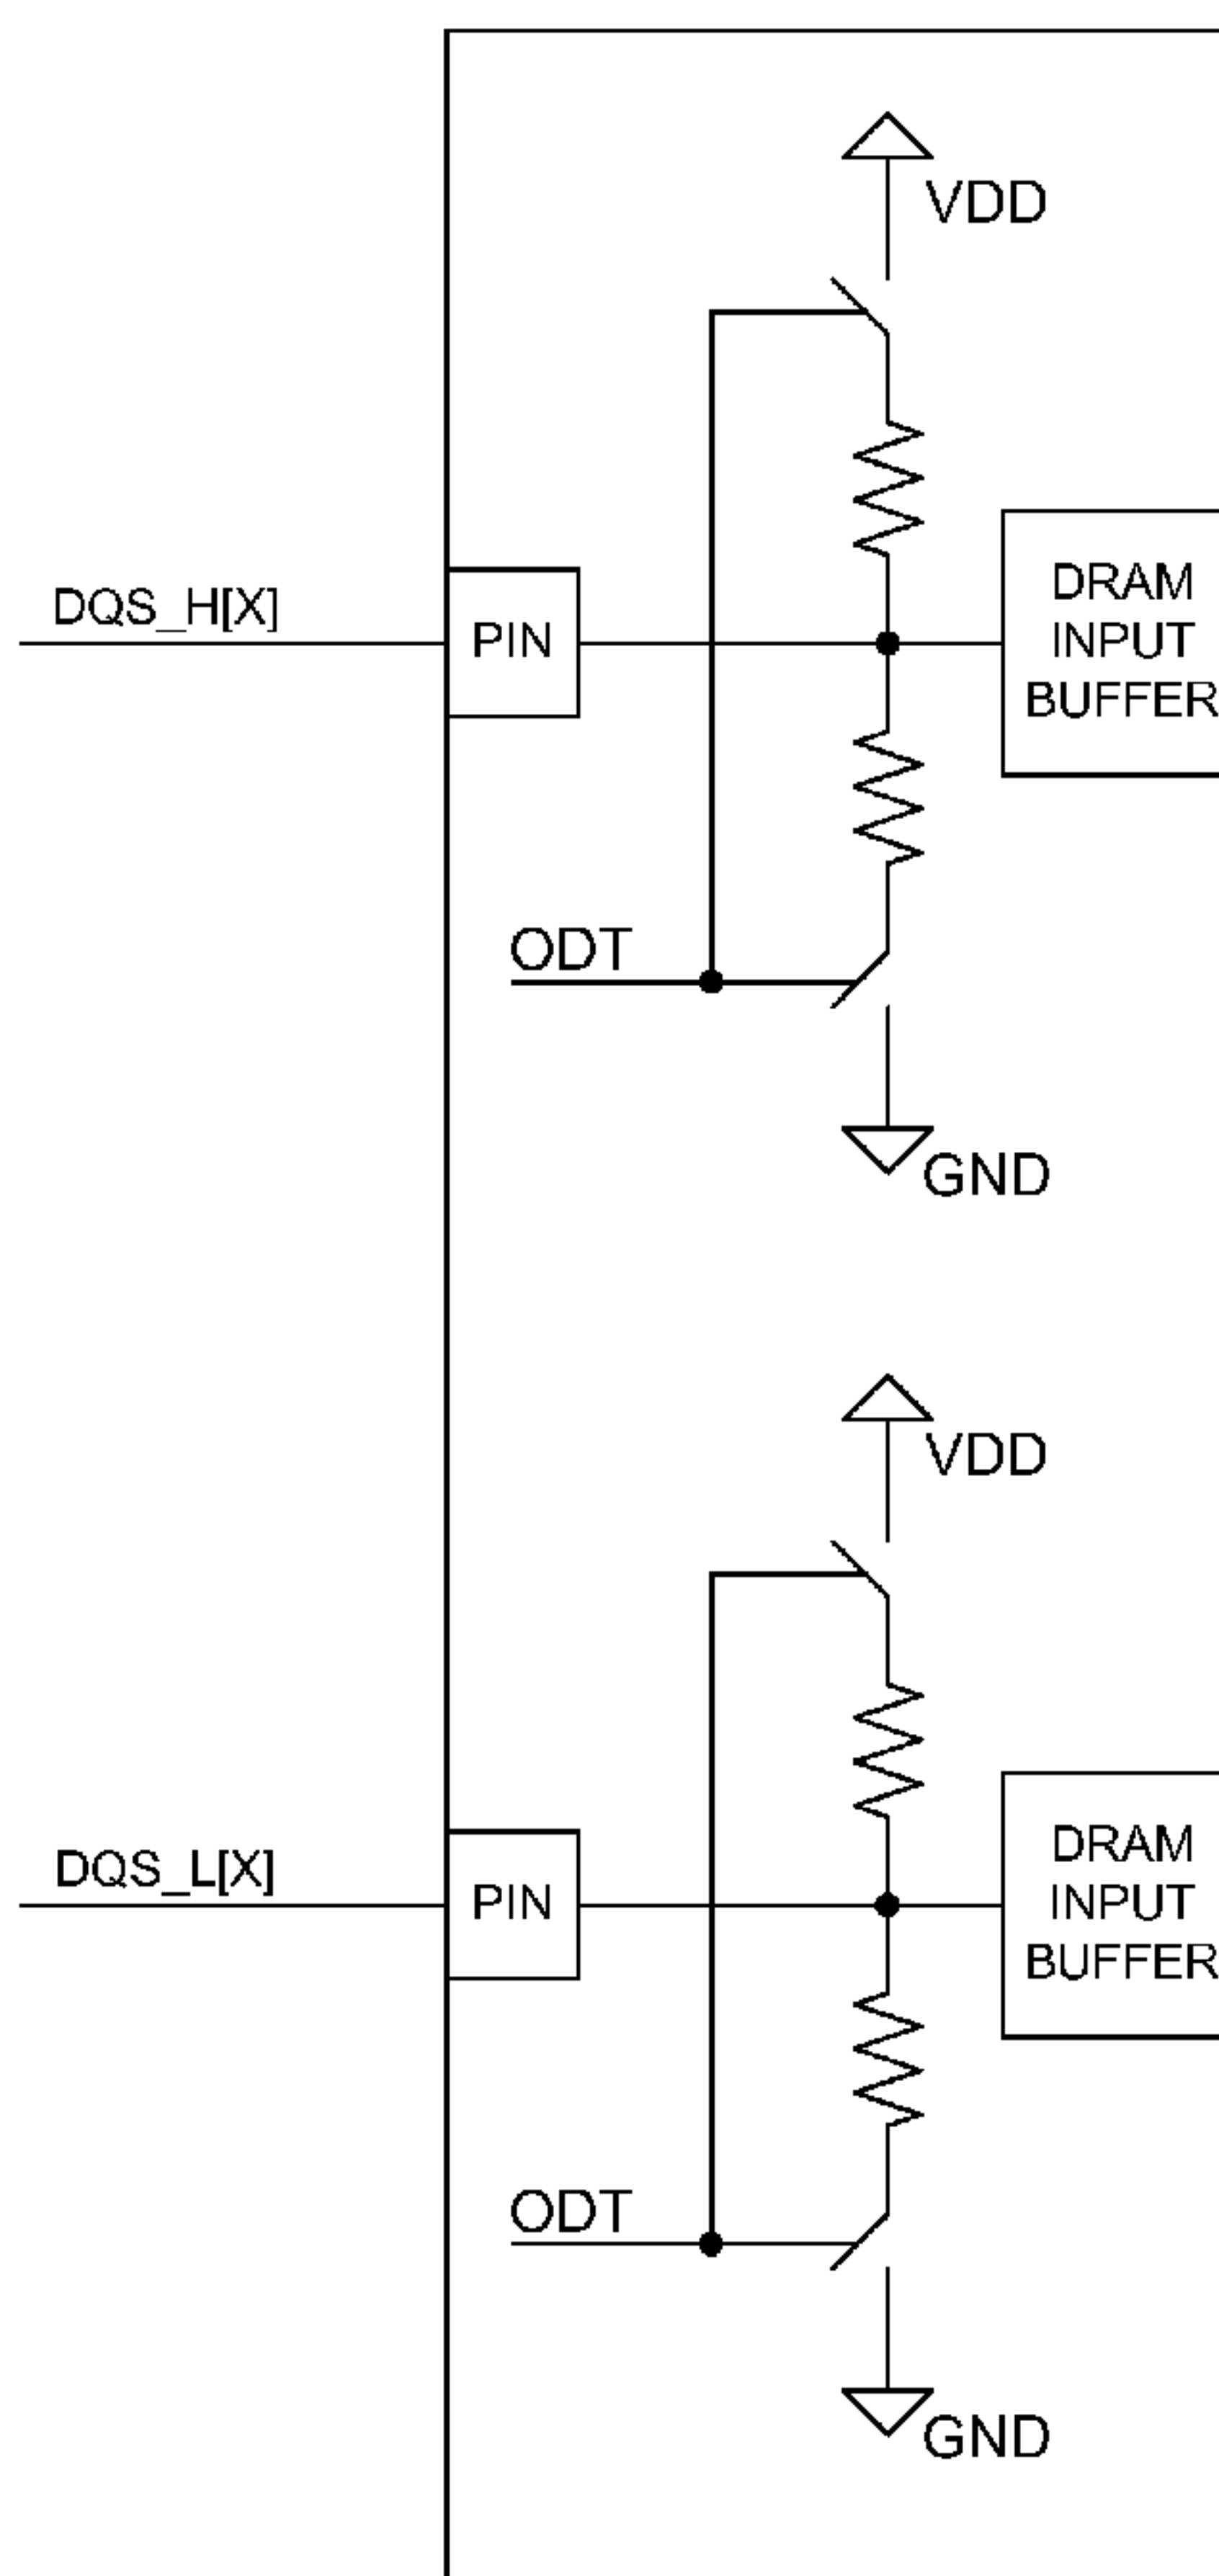 VDD
DQS_H[X]
PIN
DRAM
INPUT
BUFFER
ODT
GND
VDD
DQS_L[X]
PIN
DRAM
INPUT
BUFFER
ODT
GND